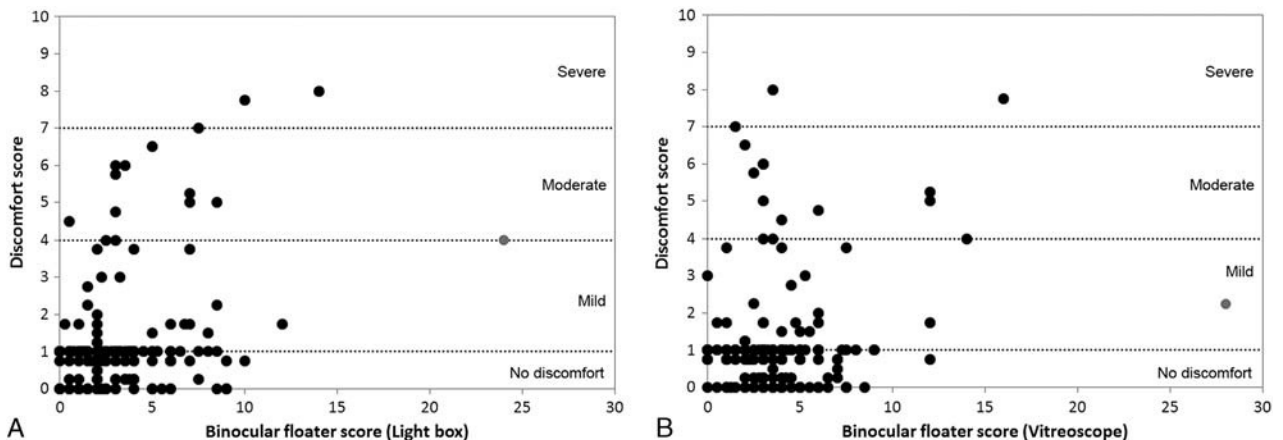 10
9
8
7
6
5
4
3
2
1
0
Discomfort score
Severe
Moderate
Mild
No discomfort
0 5 10 15 20 25 30
Binocular floater score (Light box)
A
10
9
8
7
6
5
4
3
2
1
0
Discomfort score
Severe
Moderate
Mild
No discomfort
0 5 10 15 20 25 30
Binocular floater score (Vitreoscope)
B